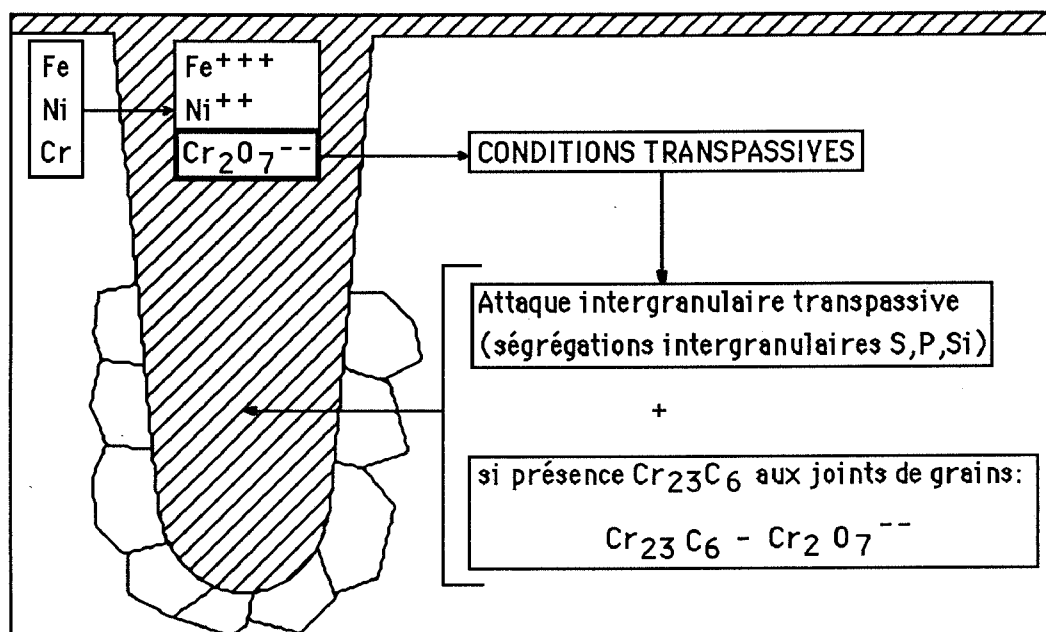 Fe
Ni
Cr
Fe+++
Ni++
Cr2O7--
CONDITIONS TRANSPASSIVES
Attaque intergranulaire transpassive
(ségrégations intergranulaires S,P,Si)
+
si présence Cr23C6 aux joints de grains:
Cr23C6 - Cr2O7--